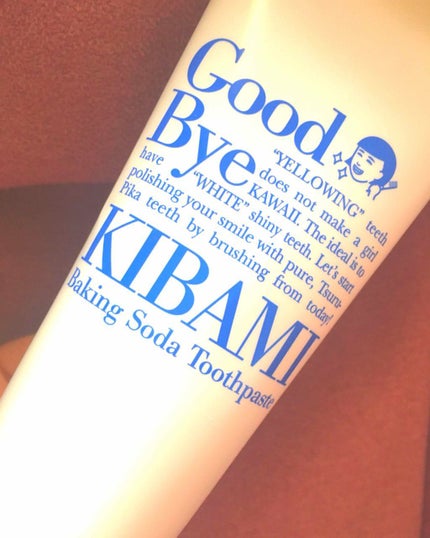 Good
Bye
"YELLOWING" teeth
does not make a girl
KAWAII. The ideal is to
have "WHITE" shiny teeth. Let's start
polishing your smile with pure, Tsuru-
Pika teeth by brushing from today!
KIBAMI
Baking Soda Toothpaste